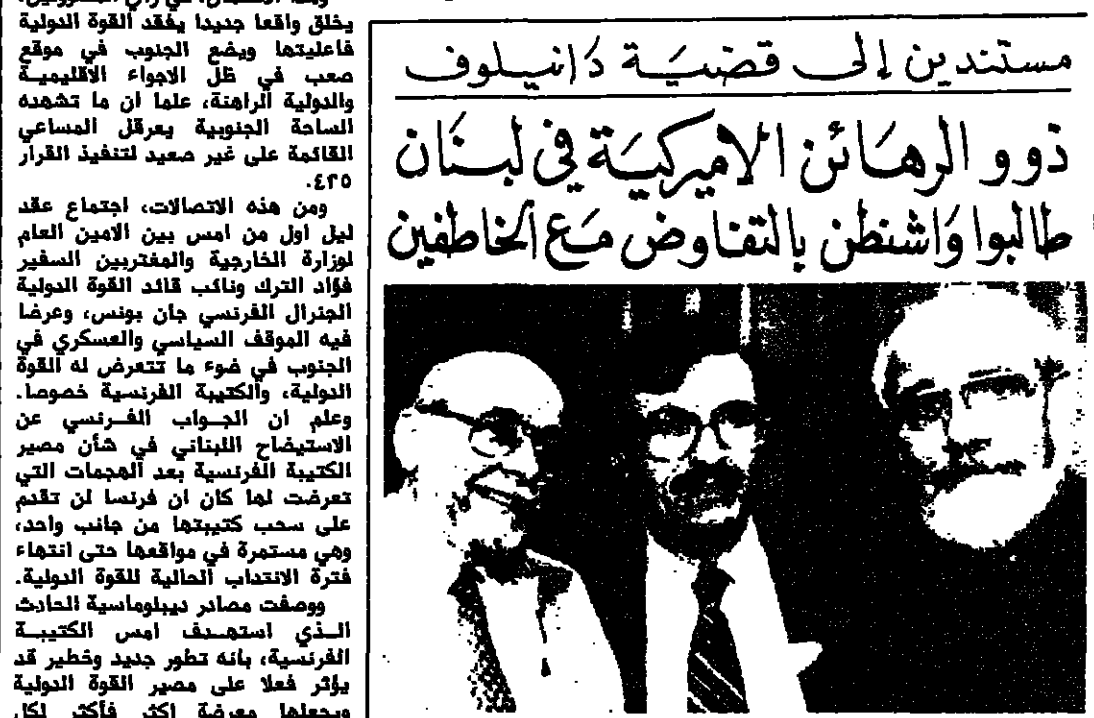 مستندين إلى قضية دانيلوف
ذوو الرهائن الاميركية في لبنان
طالبوا واشنطن بالتفاوض مع الخاطفين
يخلق واقعا جديدا يفقد القوة الدولية
فاعليتها ويضع الجنوب في موقع
صعب في ظل الاجواء الاقليمية
والدولية الراهنة، علما ان ما تشهده
الساحة الجنوبية يعرقل المساعي
القائمة على غير صعيد لتنفيذ القرار
٤٢٥.
ومن هذه الاتصالات، اجتماع عقد
ليل اول من امس بين الامين العام
لوزارة الخارجية والمغتربين السفير
فؤاد الترك ونائب قائد القوة الدولية
الجنرال الفرنسي جان بونس، وعرضا
فيه الموقف السياسي والعسكري في
الجنوب في ضوء ما تتعرض له القوة
الدولية، والكتيبة الفرنسية خصوصا.
وعلم ان الجواب الفرنسي عن
الاستيضاح اللبناني في شأن مصير
الكتيبة الفرنسية بعد الهجمات التي
تعرضت لها كان ان فرنسا لن تقدم
على سحب كتيبتها من جانب واحد،
وهي مستمرة في مواقعها حتى انتهاء
فترة الانتداب الحالية للقوة الدولية.
ووصفت مصادر ديبلوماسية الحادث
الذي استهدف امس الكتيبة
الفرنسية، بانه تطور جديد وخطير قد
يؤثر فعلا على مصير القوة الدولية
ويجعلها معرضة اكثر فأكثر لكل